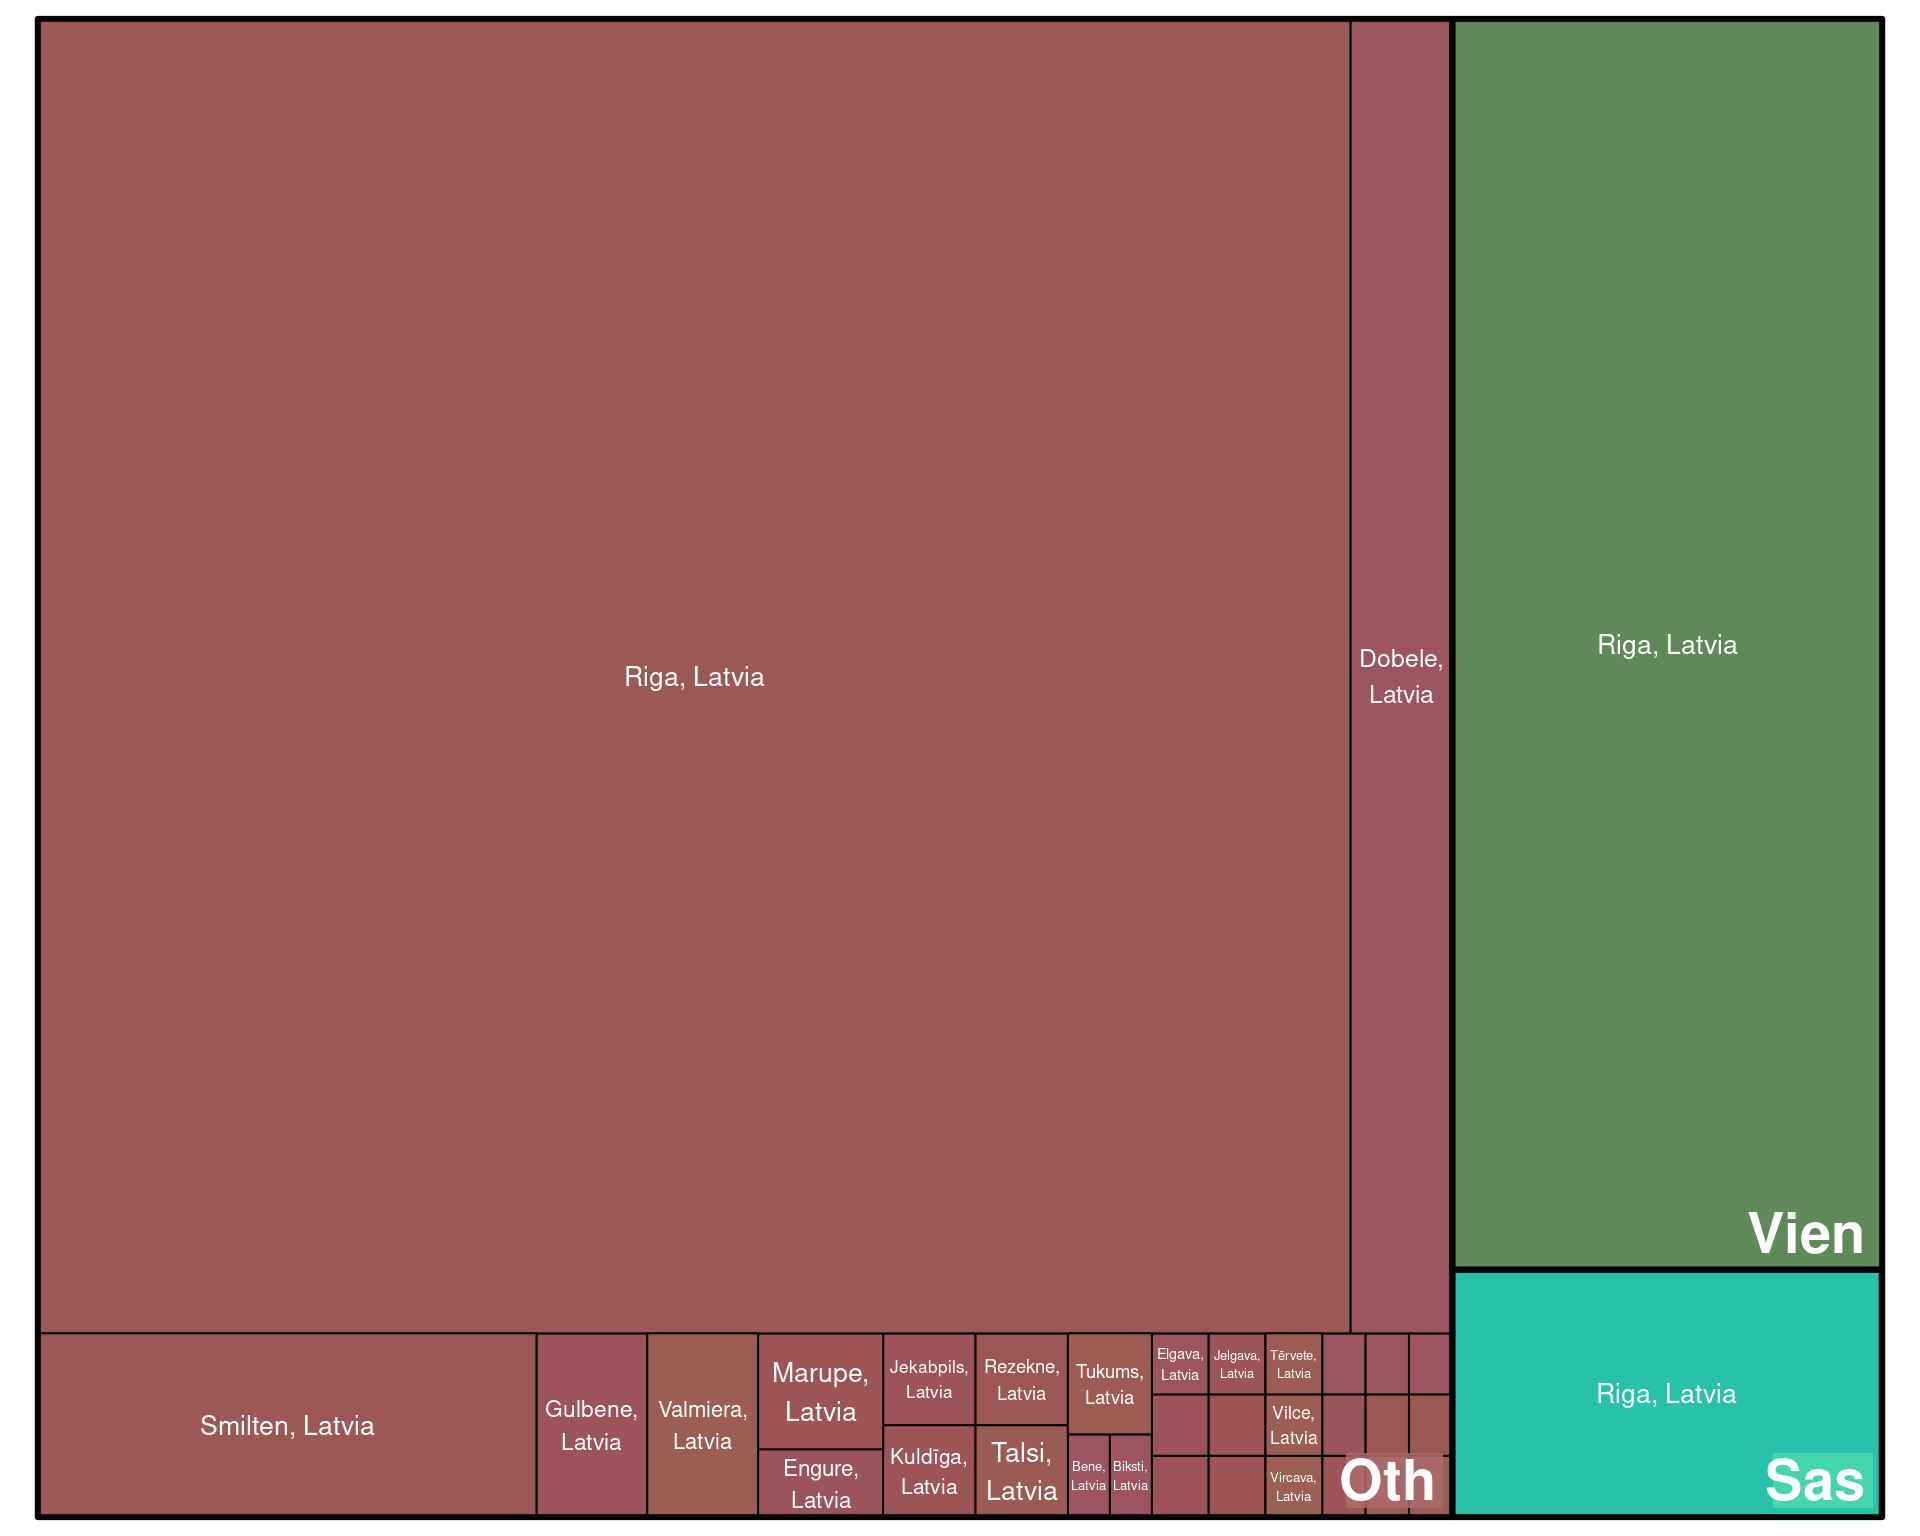 Riga, Latvia
Dobele,
Latvia
Riga, Latvia
Vien
Smilten, Latvia
Gulbene,
Latvia
Valmiera,
Latvia
Marupe,
Latvia
Engure,
Latvia
Jekabpils,
Latvia
Kuldīga,
Latvia
Rezekne,
Latvia
Talsi,
Latvia
Tukums,
Latvia
Bene,
Latvia
Biksti,
Latvia
Elgava,
Latvia
Jelgava,
Latvia
Tērvete,
Latvia
Vilce,
Latvia
Vircava,
Latvia
Oth
Riga, Latvia
Sas